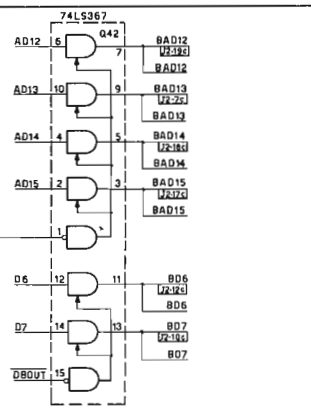 74LS367
Q42
AD12 6 7 BAD12
J2-19c
BAD12
AD13 10 9 BAD13
J2-7c
BAD13
AD14 4 5 BAD14
J2-18c
BAD14
AD15 2 3 BAD15
J2-17c
BAD15
1
D6 12 11 BD6
J2-12c
BD6
D7 14 13 BD7
J2-10c
BD7
DBOUT 15